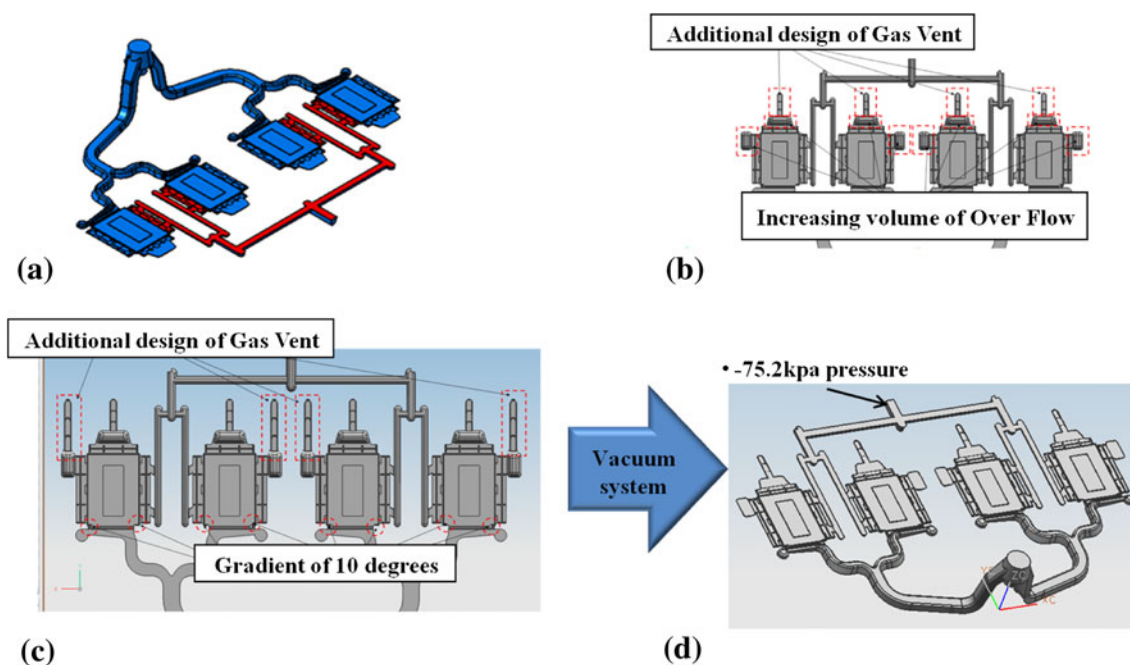 Additional design of Gas Vent
Increasing volume of Over Flow
(a)
(b)
Additional design of Gas Vent
Gradient of 10 degrees
(c)
Vacuum
system
• -75.2kpa pressure
XC
(d)